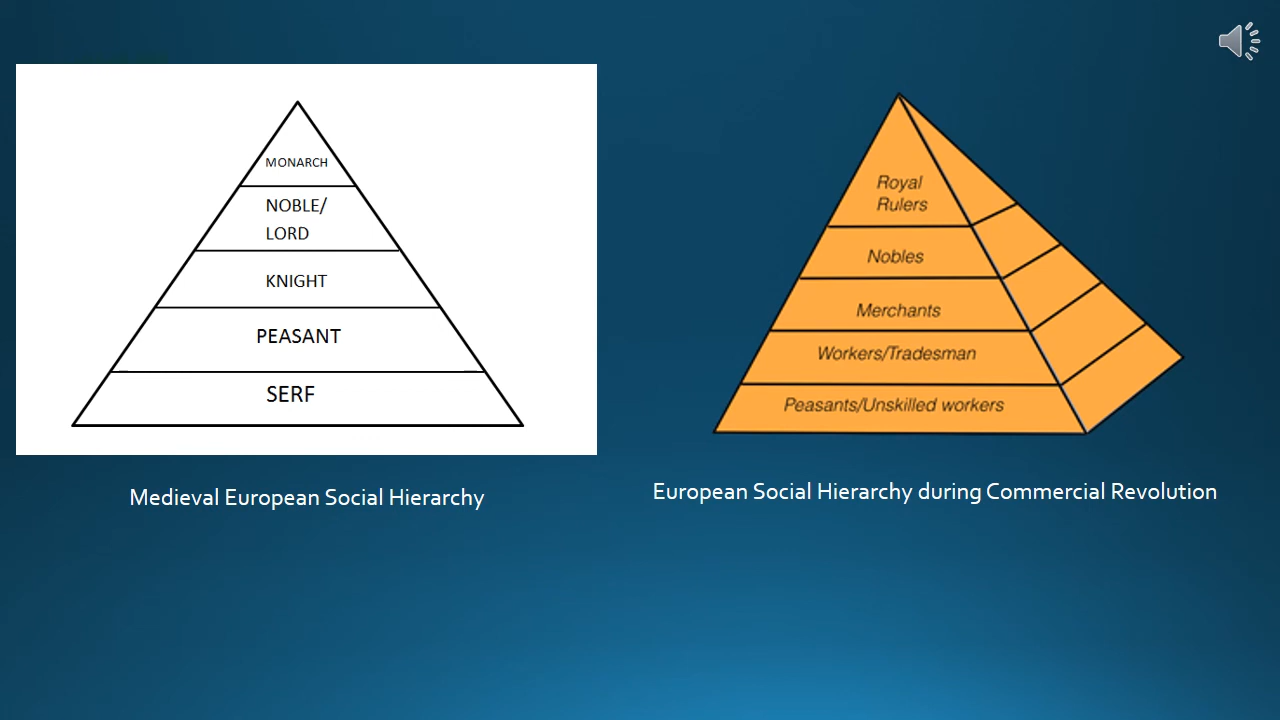 MONARCH
NOBLE/
LORD
KNIGHT
PEASANT
SERF
Medieval European Social Hierarchy
Royal
Rulers
Nobles
Merchants
Workers/Tradesman
Peasants/Unskilled workers
European Social Hierarchy during Commercial Revolution